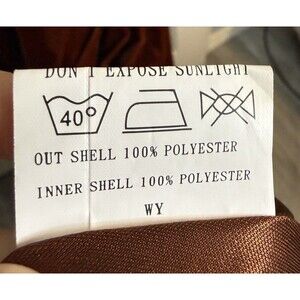 DON'T EXPOSE SUNLIGHT
40°
OUT SHELL 100% POLYESTER
INNER SHELL 100% POLYESTER
WY